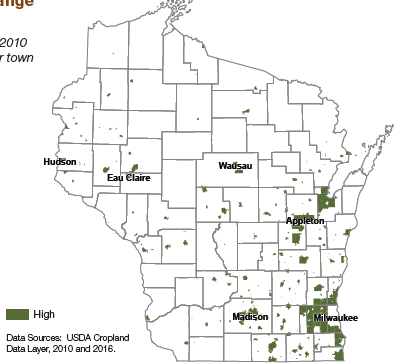 ange
2010
r town
Hudson
Eau Claire
Wausau
Appleton
Madison
Milwaukee
High
Data Sources: USDA Cropland
Data Layer, 2010 and 2016.